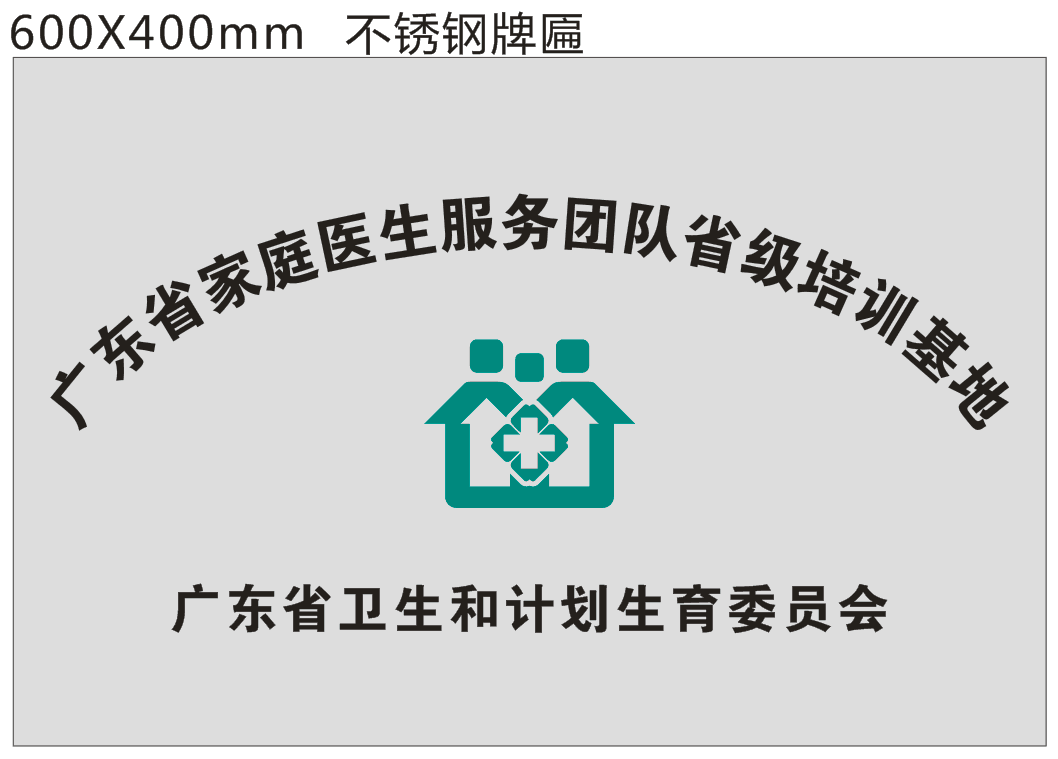 600X400mm 不锈钢牌匾
广东省家庭医生服务团队省级培训基地
广东省卫生和计划生育委员会